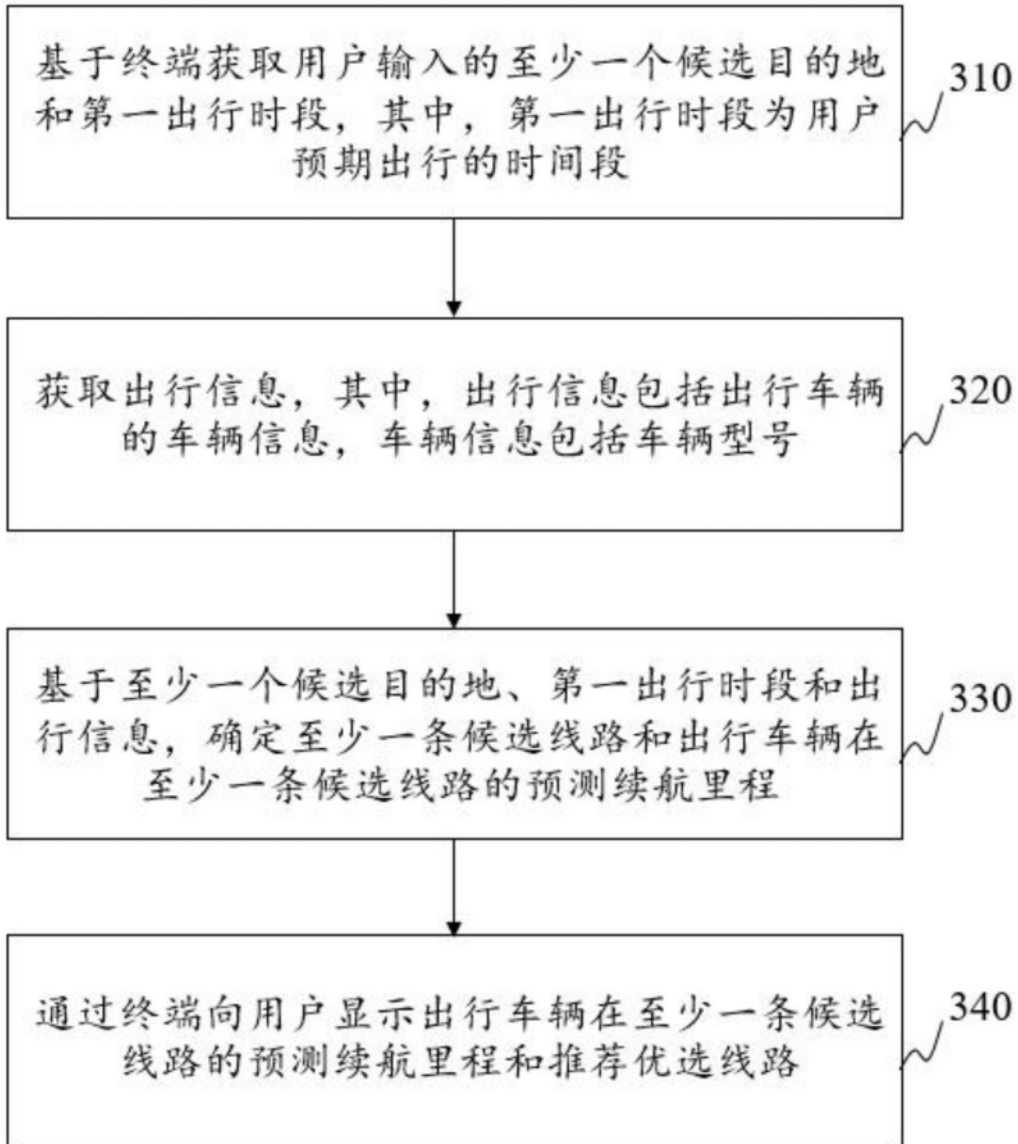 基于终端获取用户输入的至少一个候选目的地
和第一出行时段，其中，第一出行时段为用户
预期出行的时间段
310
获取出行信息，其中，出行信息包括出行车辆
的车辆信息，车辆信息包括车辆型号
320
基于至少一个候选目的地、第一出行时段和出
行信息，确定至少一条候选线路和出行车辆在
至少一条候选线路的预测续航里程
330
通过终端向用户显示出行车辆在至少一条候选
线路的预测续航里程和推荐优选线路
340